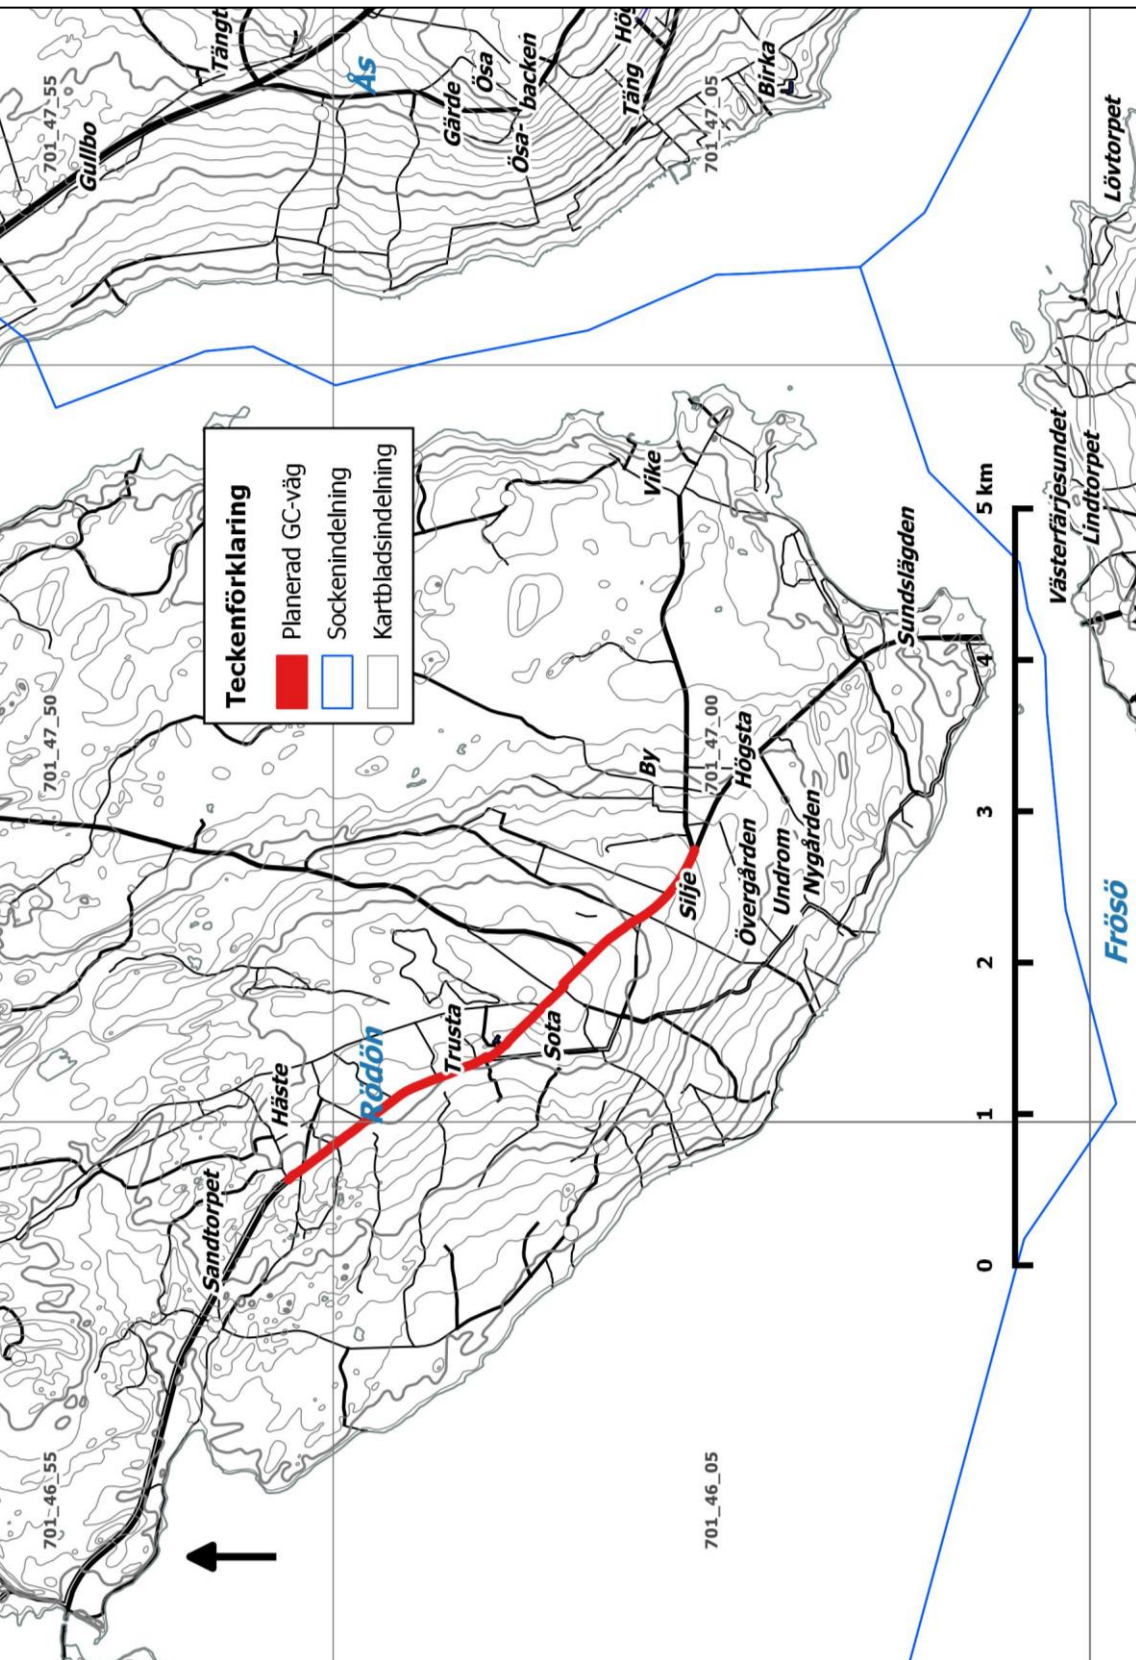 701_46_55
701_47_50
701_47_55
Gullbo
Sandtorpet
Tängt
Teckenförklaring
Planerad GC-väg
Sockenindelning
Kartbladsindelning
Häste
Rödön
Ås
Trusta
Gärde
Ösa
Ösa-
backen
Sota
Hög
Täng
By
Vike
Silje
701_46_05
701_47_00
701_47_05
Högsta
Övergården
Birka
Undrom
Nygården
Sundslägden
0 1 2 3 4 5 km
Västerfärjesundet
Lindtorpet
Frösö
Lövtorpet